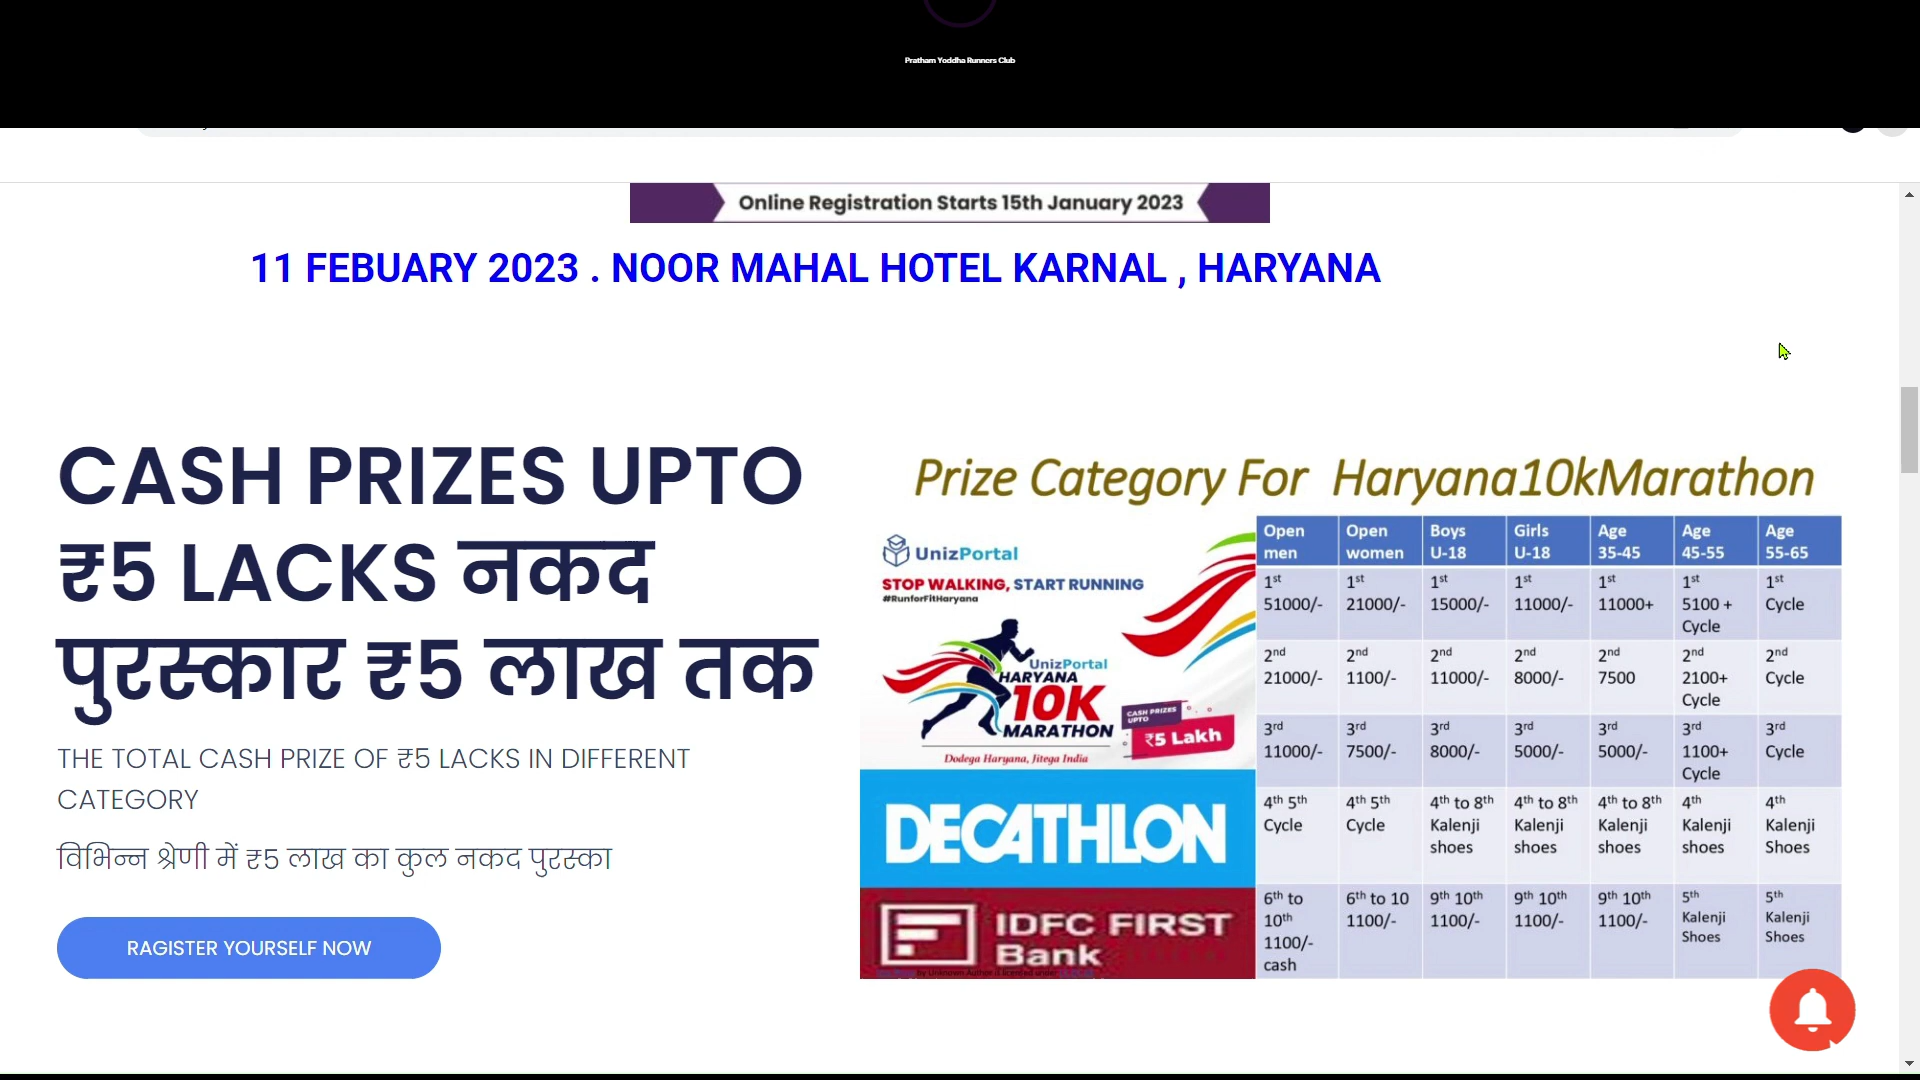 Pratham Yoddha Runners Club
Online Registration Starts 15th January 2023
11 FEBUARY 2023 . NOOR MAHAL HOTEL KARNAL , HARYANA
CASH PRIZES UPTO
₹5 LACKS नकद
पुरस्कार ₹5 लाख तक
THE TOTAL CASH PRIZE OF ₹5 LACKS IN DIFFERENT
CATEGORY
विभिन्न श्रेणी में ₹5 लाख का कुल नकद पुरस्का
RAGISTER YOURSELF NOW
Prize Category For Haryana10kMarathon
UnizPortal
STOP WALKING, START RUNNING
#RunforFitHaryana
UnizPortal
HARYANA
10K
MARATHON
CASH PRIZES
UPTO
₹5 Lakh
Dodega Haryana, Jitega India
DECATHLON
IDFC FIRST
Bank
by Unknown Author is licensed under
Open men Open women Boys U-18 Girls U-18 Age 35-45 Age 45-55 Age 55-65
1st 51000/- 1st 21000/- 1st 15000/- 1st 11000/- 1st 11000+ 1st 5100 + Cycle 1st Cycle
2nd 21000/- 2nd 1100/- 2nd 11000/- 2nd 8000/- 2nd 7500 2nd 2100+ Cycle 2nd Cycle
3rd 11000/- 3rd 7500/- 3rd 8000/- 3rd 5000/- 3rd 5000/- 3rd 1100+ Cycle 3rd Cycle
4th 5th Cycle 4th 5th Cycle 4th to 8th Kalenji shoes 4th to 8th Kalenji shoes 4th to 8th Kalenji shoes 4th Kalenji shoes 4th Kalenji Shoes
6th to 10th 1100/- cash 6th to 10 1100/- 9th 10th 1100/- 9th 10th 1100/- 9th 10th 1100/- 5th Kalenji Shoes 5th Kalenji Shoes